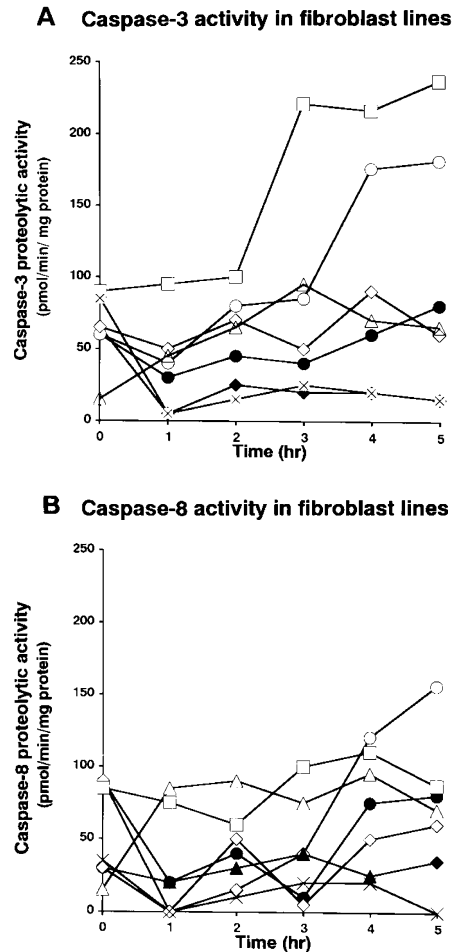 A Caspase-3 activity in fibroblast lines
Caspase-3 proteolytic activity
(pmol/min/ mg protein)
250
200
150
100
50
0
0 1 2 3 4 5
Time (hr)
B Caspase-8 activity in fibroblast lines
Caspase-8 proteolytic activity
(pmol/min/mg protein)
250
200
150
100
50
0
0 1 2 3 4 5
Time (hr)